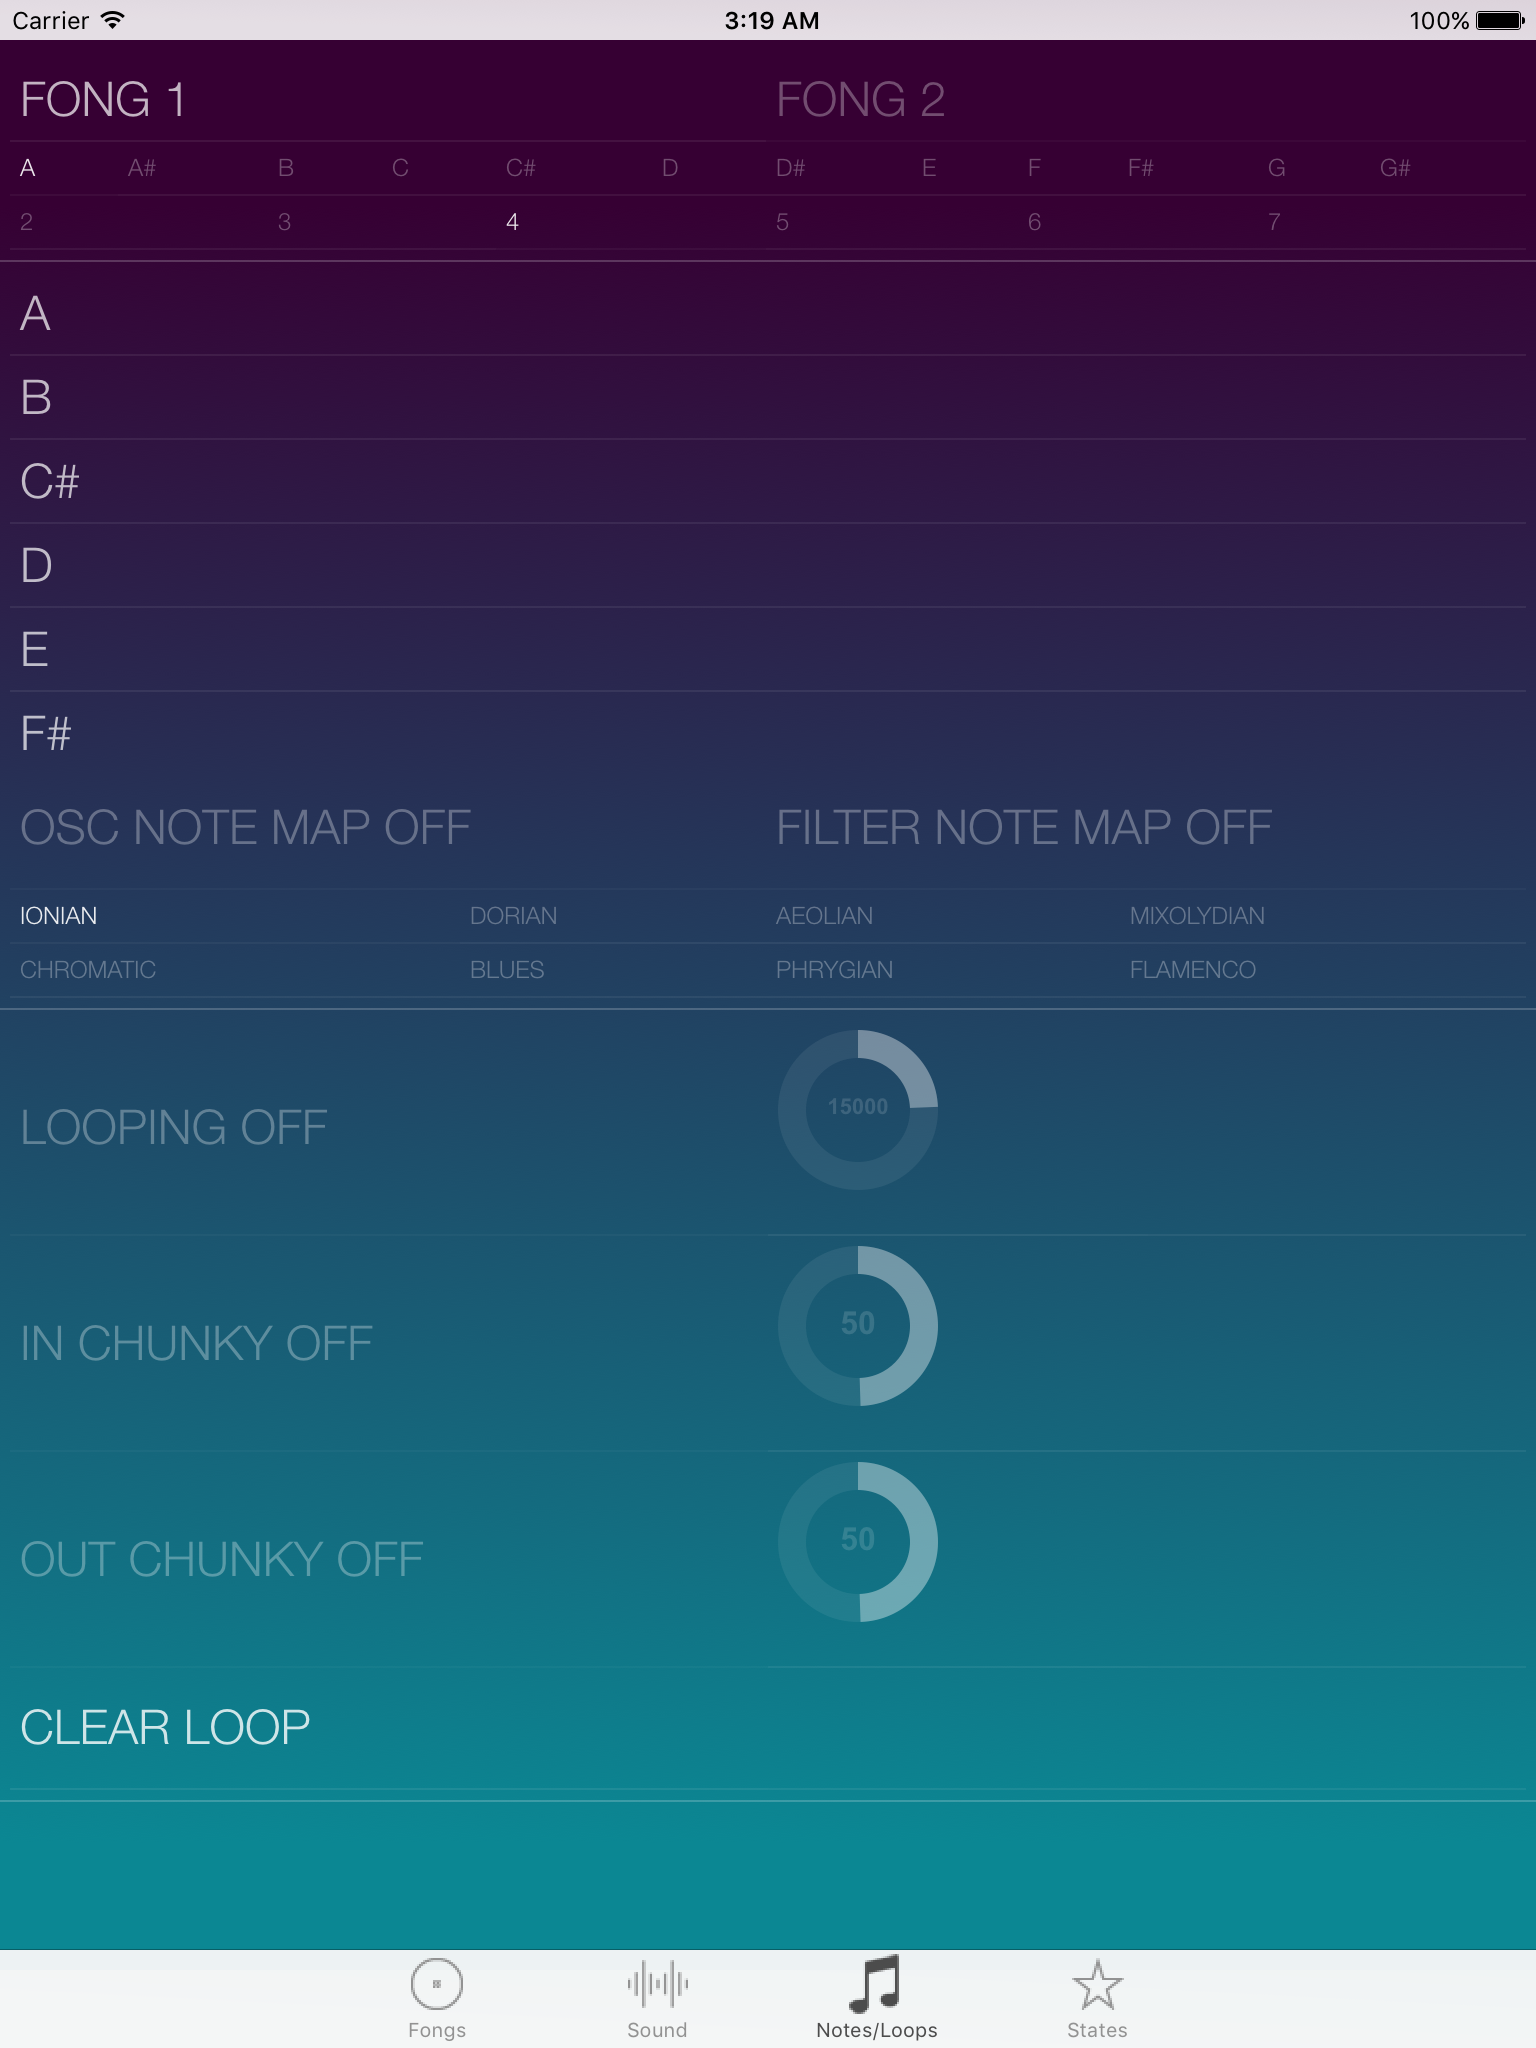 Carrier 3:19 AM 100%
FONG 1 FONG 2
A A# B C C# D D# E F F# G G#
2 3 4 5 6 7
A
B
C#
D
E
F#
OSC NOTE MAP OFF FILTER NOTE MAP OFF
IONIAN DORIAN AEOLIAN MIXOLYDIAN
CHROMATIC BLUES PHRYGIAN FLAMENCO
LOOPING OFF 15000
IN CHUNKY OFF 50
OUT CHUNKY OFF 50
CLEAR LOOP
Fongs Sound Notes/Loops States